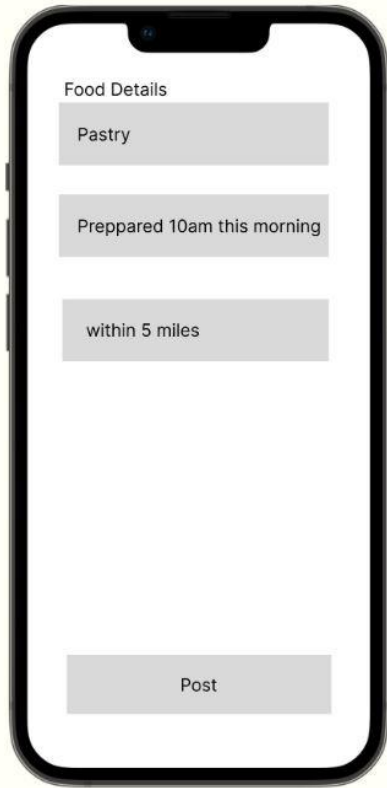 Food Details
Pastry
Preppared 10am this morning
within 5 miles
Post